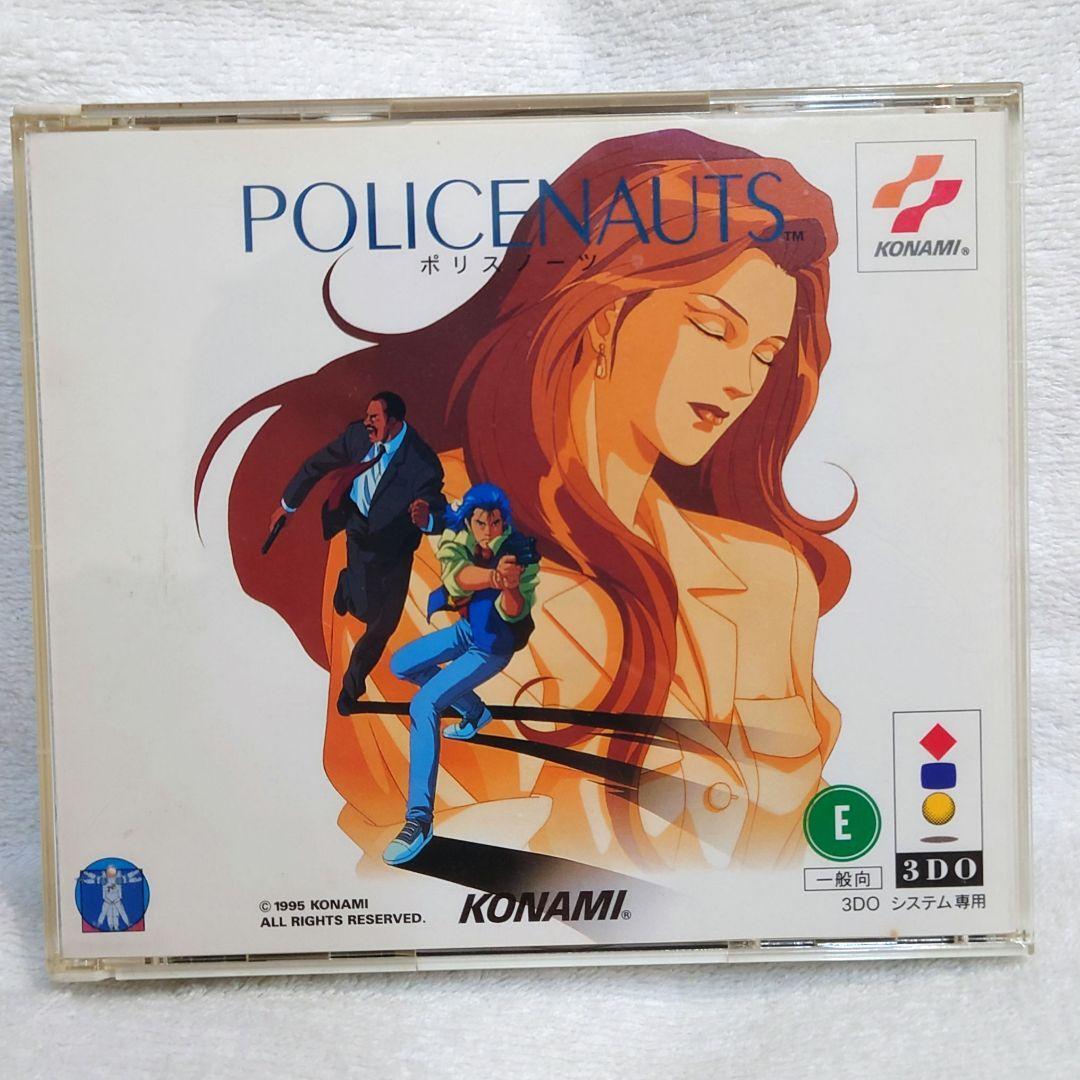 POLICENAUTS™
ポリスノーツ
KONAMI®
E
一般向
3DO
3DO システム専用
©1995 KONAMI
ALL RIGHTS RESERVED.
KONAMI®